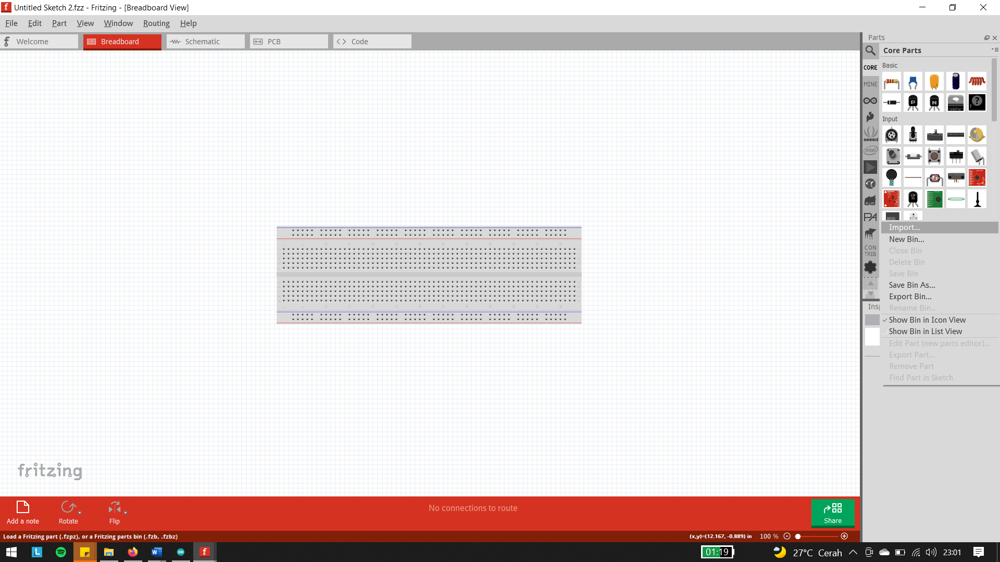 Untitled Sketch 2.fzz - Fritzing - [Breadboard View]
File Edit Part View Window Routing Help
Welcome Breadboard Schematic PCB Code
Parts
Core Parts
CORE
MINE
seeed
intel
PA
CON
TRIB
Basic
P N
?
Input
Import...
New Bin...
Close Bin
Delete Bin
Save Bin
Save Bin As...
Export Bin...
Rename Bin...
Show Bin in Icon View
Show Bin in List View
Edit Part (new parts editor)...
Export Part...
Remove Part
Find Part in Sketch
Insp
fritzing
Add a note Rotate Flip
No connections to route
Share
Load a Fritzing part (.fzpz), or a Fritzing parts bin (.fzb, .fzbz)
(x,y)=(12.167, -0.889) in 100 %
01:19
27°C Cerah
23:01